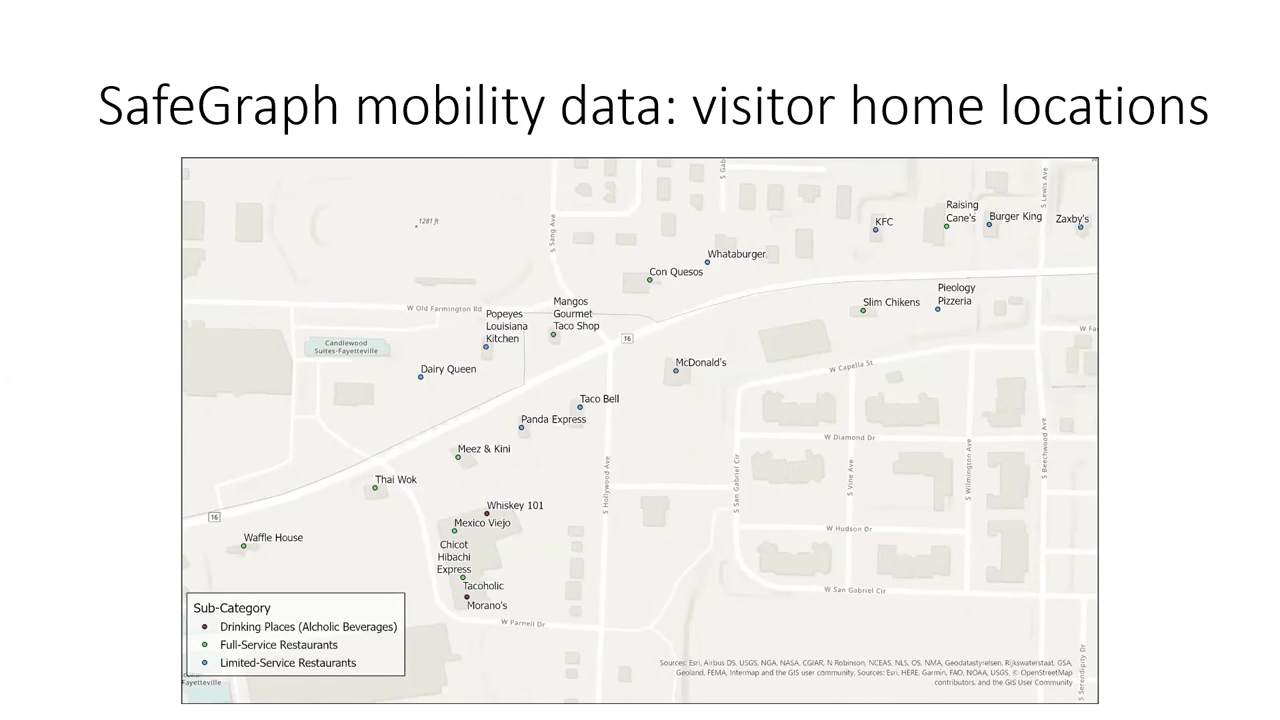 SafeGraph mobility data: visitor home locations
S Gab
S Lewis Ave
Raising
Cane's
KFC
Burger King
Zaxby's
1281 ft
S Sang Ave
Whataburger
Con Quesos
Pieology
Pizzeria
Slim Chikens
W Old Farmington Rd
Mangos
Gourmet
Taco Shop
Popeyes
Louisiana
Kitchen
W Fa
16
Candlewood
Suites-Fayetteville
McDonald's
Dairy Queen
W Capella St
Taco Bell
Panda Express
W Diamond Dr
S Beechwood Ave
Meez & Kini
S Hollywood Ave
S San Gabriel Cir
S Vine Ave
S Wilmington Ave
Thai Wok
Whiskey 101
16
Mexico Viejo
W Hudson Dr
Waffle House
Chicot
Hibachi
Express
Tacoholic
W San Gabriel Cir
Morano's
W Parnell Dr
Sub-Category
Drinking Places (Alcholic Beverages)
Full-Service Restaurants
Limited-Service Restaurants
Fayetteville
S Serendipity Dr
Sources: Esri, Airbus DS, USGS, NGA, NASA, CGIAR, N Robinson, NCEAS, NLS, OS, NMA, Geodatastyrelsen, Rijkswaterstaat, GSA,
Geoland, FEMA, Intermap and the GIS user community, Sources: Esri, HERE, Garmin, FAO, NOAA, USGS, © OpenStreetMap
contributors, and the GIS User Community